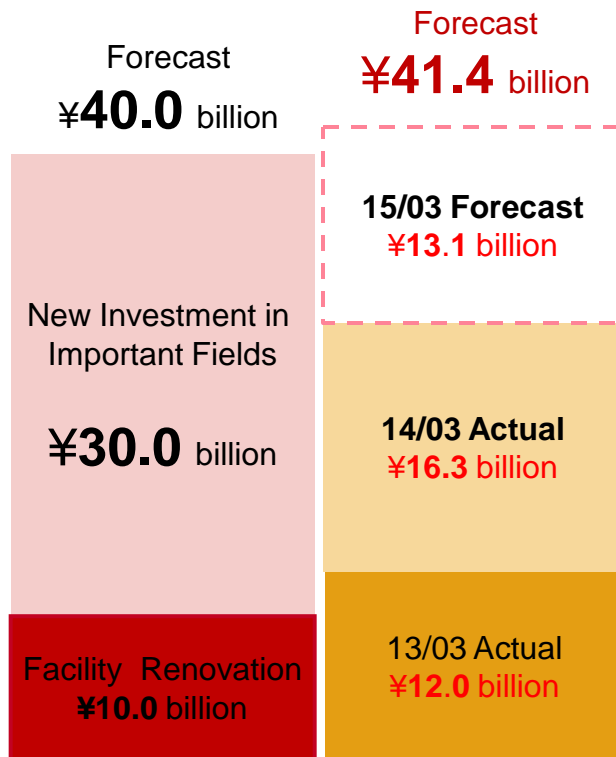 Forecast
¥40.0 billion
New Investment in
Important Fields
¥30.0 billion
Facility Renovation
¥10.0 billion
Forecast
¥41.4 billion
15/03 Forecast
¥13.1 billion
14/03 Actual
¥16.3 billion
13/03 Actual
¥12.0 billion